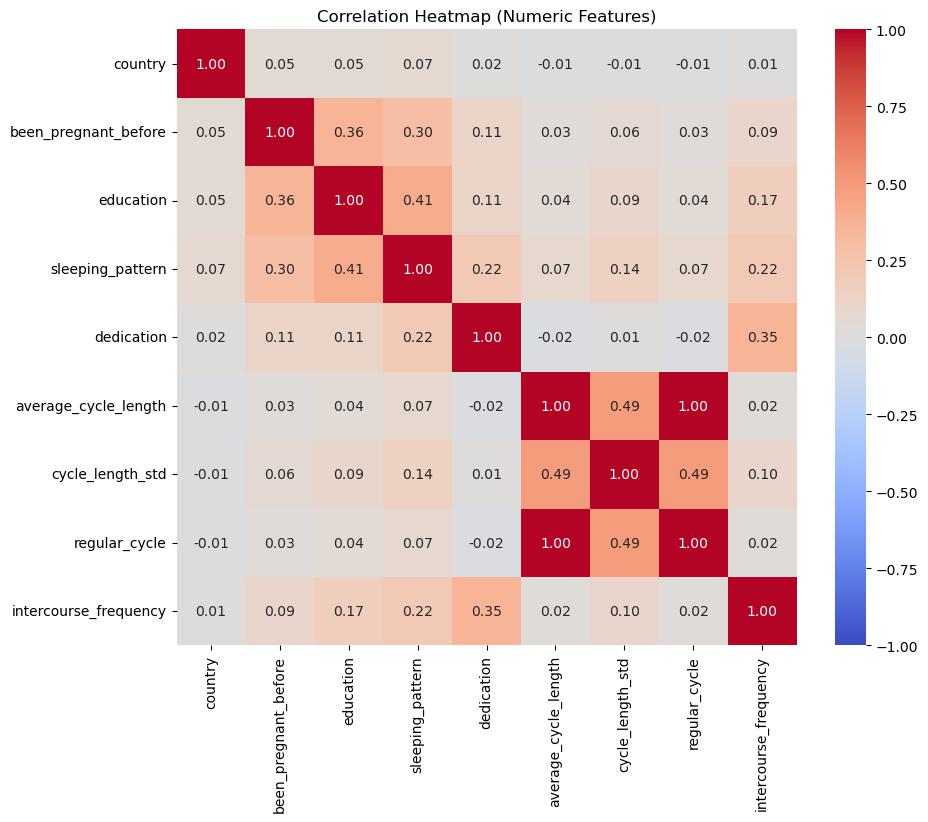 Correlation Heatmap (Numeric Features)
country 1.00 0.05 0.05 0.07 0.02 -0.01 -0.01 -0.01 0.01
been_pregnant_before 0.05 1.00 0.36 0.30 0.11 0.03 0.06 0.03 0.09
education 0.05 0.36 1.00 0.41 0.11 0.04 0.09 0.04 0.17
sleeping_pattern 0.07 0.30 0.41 1.00 0.22 0.07 0.14 0.07 0.22
dedication 0.02 0.11 0.11 0.22 1.00 -0.02 0.01 -0.02 0.35
average_cycle_length -0.01 0.03 0.04 0.07 -0.02 1.00 0.49 1.00 0.02
cycle_length_std -0.01 0.06 0.09 0.14 0.01 0.49 1.00 0.49 0.10
regular_cycle -0.01 0.03 0.04 0.07 -0.02 1.00 0.49 1.00 0.02
intercourse_frequency 0.01 0.09 0.17 0.22 0.35 0.02 0.10 0.02 1.00
country
been_pregnant_before
education
sleeping_pattern
dedication
average_cycle_length
cycle_length_std
regular_cycle
intercourse_frequency
1.00
0.75
0.50
0.25
0.00
−0.25
−0.50
−0.75
−1.00